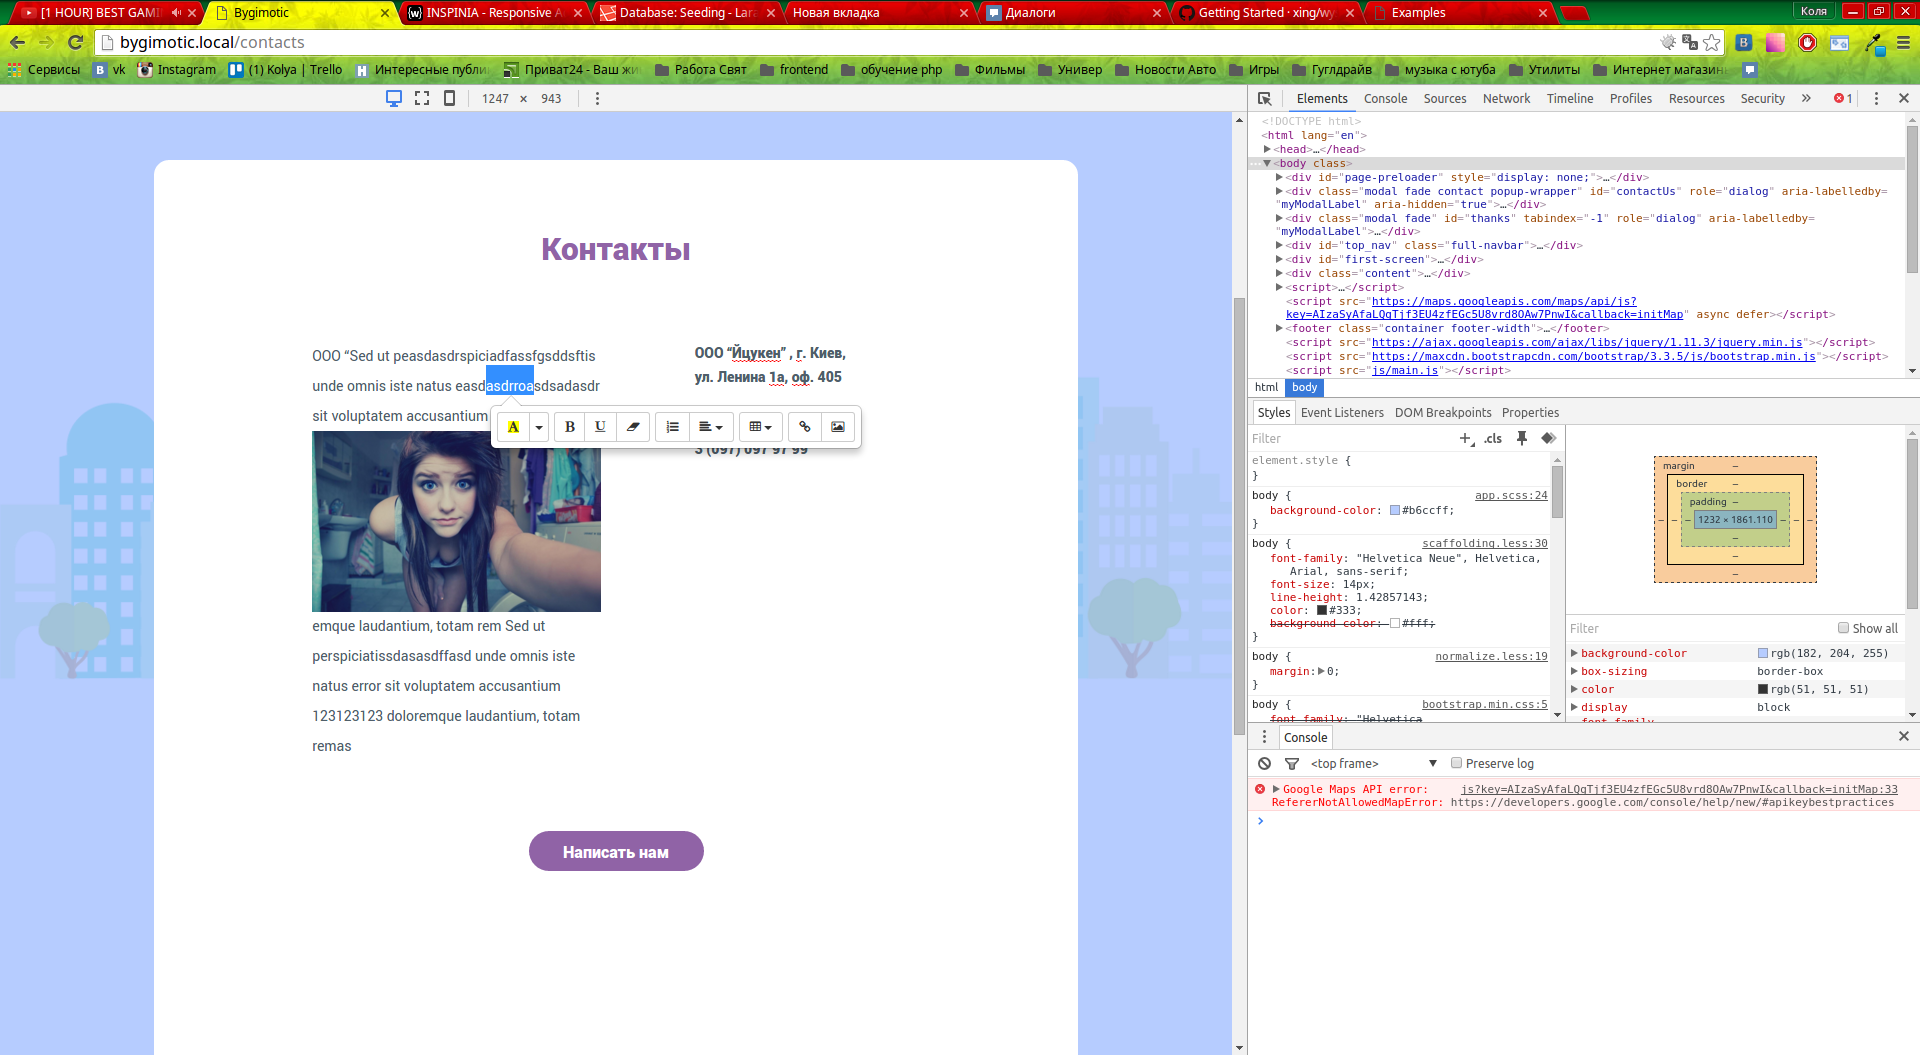 [1 HOUR] BEST GAMI
Bygimotic
INSPINIA - Responsive A
Database: Seeding - Lara
Новая вкладка
Диалоги
Getting Started · xing/wy
Examples
Коля
bygimotic.local/contacts
Сервисы
vk
Instagram
(1) Kolya | Trello
Интересные публи
Приват24 - Ваш жи
Работа Свят
frontend
обучение php
Фильмы
Универ
Новости Авто
Игры
Гуглдрайв
музыка с ютуба
Утилиты
Интернет магазин
1247 × 943
Контакты
ООО “Sed ut peasdasdrspiciadfassfgsddsftis
unde omnis iste natus easdasdrroasdsadasdr
sit voluptatem accusantium
emque laudantium, totam rem Sed ut
perspiciatissdasasdffasd unde omnis iste
natus error sit voluptatem accusantium
123123123 doloremque laudantium, totam
remas
ООО “Йцукен” , г. Киев,
ул. Ленина 1а, оф. 405
3 (097) 097 97 99
A
B
U
Написать нам
Elements Console Sources Network Timeline Profiles Resources Security » 1
<!DOCTYPE html>
<html lang="en">
<head>…</head>
<body class>
<div id="page-preloader" style="display: none;">…</div>
<div class="modal fade contact popup-wrapper" id="contactUs" role="dialog" aria-labelledby=
"myModalLabel" aria-hidden="true">…</div>
<div class="modal fade" id="thanks" tabindex="-1" role="dialog" aria-labelledby=
"myModalLabel">…</div>
<div id="top_nav" class="full-navbar">…</div>
<div id="first-screen">…</div>
<div class="content">…</div>
<script>…</script>
<script src="https://maps.googleapis.com/maps/api/js?
key=AIzaSyAfaLQgTjf3EU4zfEGc5U8vrd8OAw7PnwI&callback=initMap" async defer></script>
<footer class="container footer-width">…</footer>
<script src="https://ajax.googleapis.com/ajax/libs/jquery/1.11.3/jquery.min.js"></script>
<script src="https://maxcdn.bootstrapcdn.com/bootstrap/3.3.5/js/bootstrap.min.js"></script>
<script src="js/main.js"></script>
html body
Styles Event Listeners DOM Breakpoints Properties
Filter
.cls
element.style {
}
body { app.scss:24
background-color: #b6ccff;
}
body { scaffolding.less:30
font-family: "Helvetica Neue", Helvetica,
Arial, sans-serif;
font-size: 14px;
line-height: 1.42857143;
color: #333;
background-color: #fff;
}
body { normalize.less:19
margin: 0;
}
body { bootstrap.min.css:5
font-family: "Helvetica
margin –
border –
padding –
– – – 1232 × 1861.110 – – –
–
–
–
Filter
Show all
background-color rgb(182, 204, 255)
box-sizing border-box
color rgb(51, 51, 51)
display block
font-family
Console
<top frame> ▼ Preserve log
Google Maps API error: js?key=AIzaSyAfaLQgTjf3EU4zfEGc5U8vrd8OAw7PnwI&callback=initMap:33
RefererNotAllowedMapError: https://developers.google.com/console/help/new/#apikeybestpractices
>